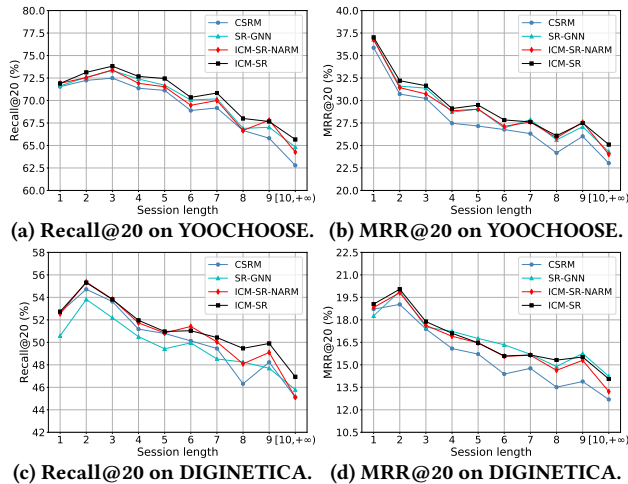 80.0
77.5
75.0
72.5
70.0
67.5
65.0
62.5
60.0
Recall@20 (%)
CSRM
SR-GNN
ICM-SR-NARM
ICM-SR
1 2 3 4 5 6 7 8 9 [10,+∞)
Session length
(a) Recall@20 on YOOCHOOSE.
40.0
37.5
35.0
32.5
30.0
27.5
25.0
22.5
20.0
MRR@20 (%)
CSRM
SR-GNN
ICM-SR-NARM
ICM-SR
1 2 3 4 5 6 7 8 9 [10,+∞)
Session length
(b) MRR@20 on YOOCHOOSE.
58
56
54
52
50
48
46
44
42
Recall@20 (%)
CSRM
SR-GNN
ICM-SR-NARM
ICM-SR
1 2 3 4 5 6 7 8 9 [10,+∞)
Session length
(c) Recall@20 on DIGINETICA.
22.5
21.0
19.5
18.0
16.5
15.0
13.5
12.0
10.5
MRR@20 (%)
CSRM
SR-GNN
ICM-SR-NARM
ICM-SR
1 2 3 4 5 6 7 8 9 [10,+∞)
Session length
(d) MRR@20 on DIGINETICA.